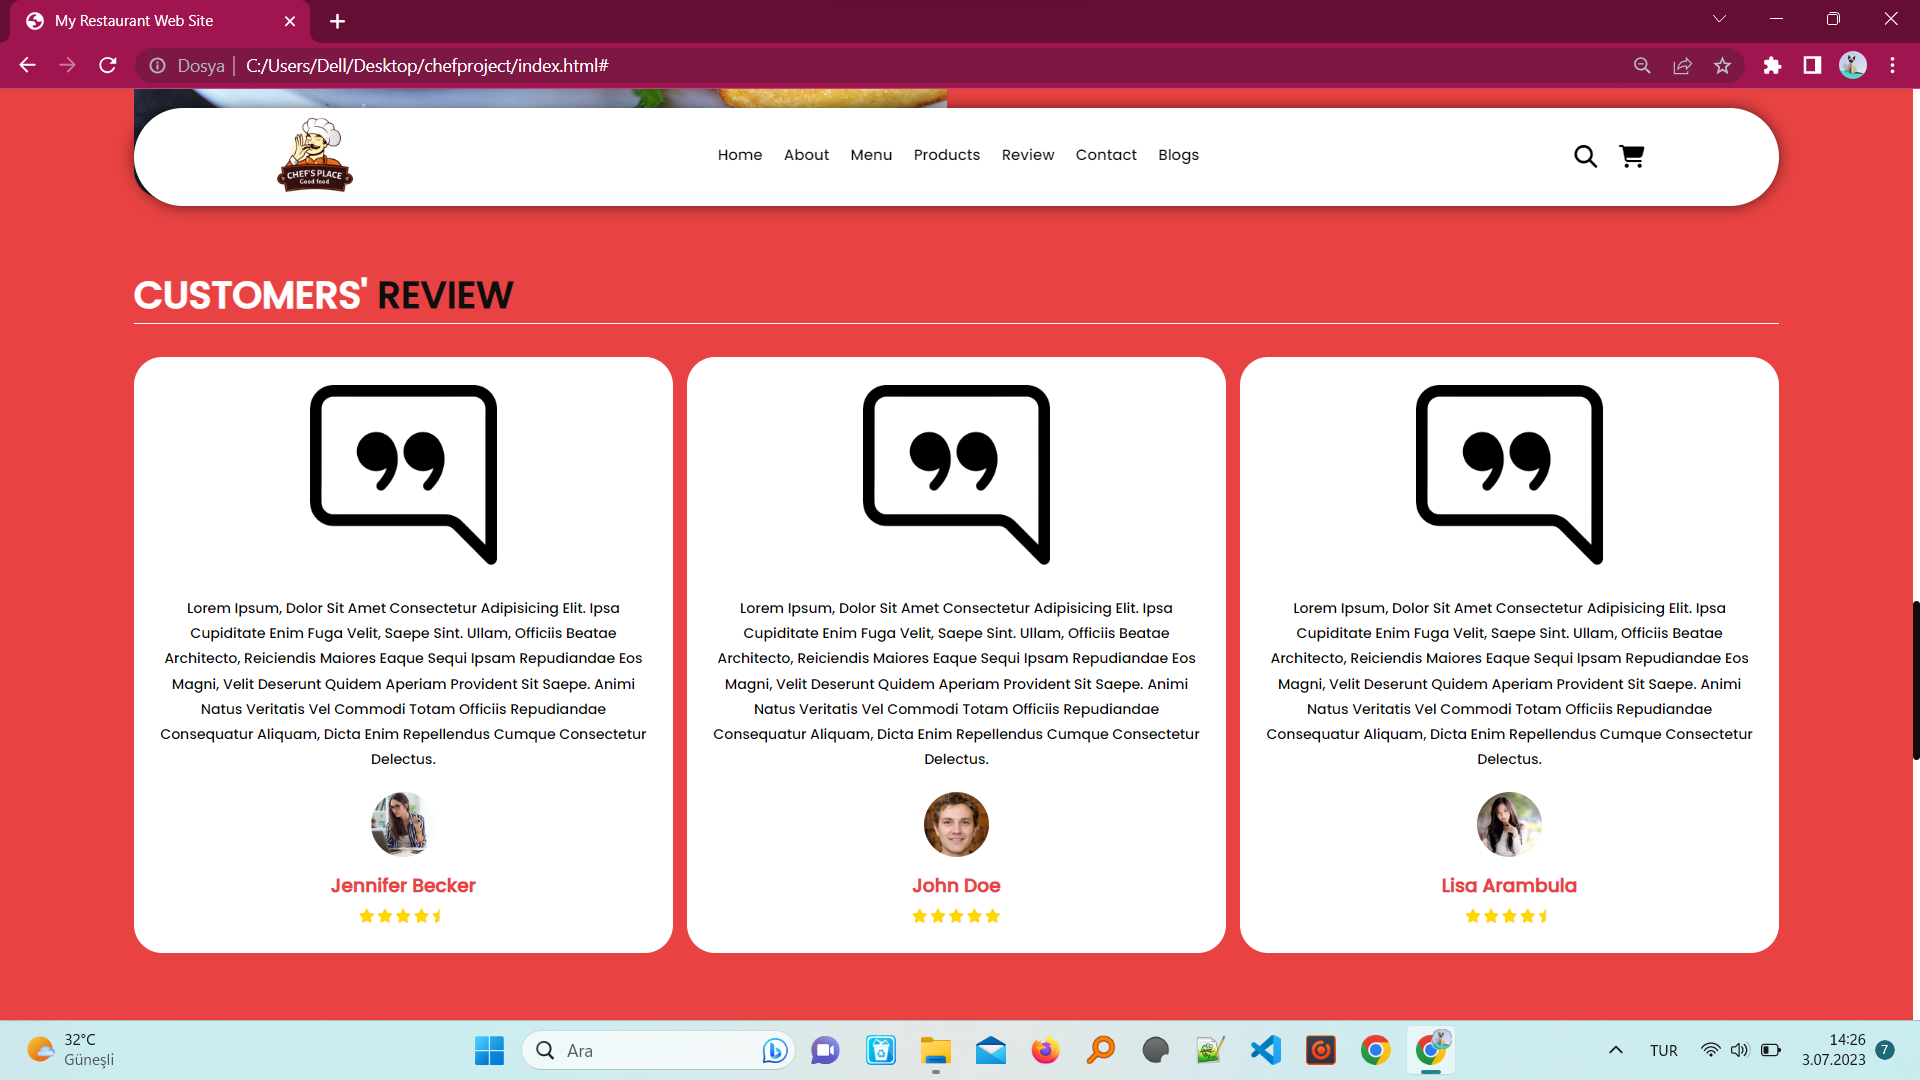 My Restaurant Web Site
Dosya | C:/Users/Dell/Desktop/chefproject/index.html#
CHEF'S PLACE
Good food
Home About Menu Products Review Contact Blogs
CUSTOMERS' REVIEW
Lorem Ipsum, Dolor Sit Amet Consectetur Adipisicing Elit. Ipsa
Cupiditate Enim Fuga Velit, Saepe Sint. Ullam, Officiis Beatae
Architecto, Reiciendis Maiores Eaque Sequi Ipsam Repudiandae Eos
Magni, Velit Deserunt Quidem Aperiam Provident Sit Saepe. Animi
Natus Veritatis Vel Commodi Totam Officiis Repudiandae
Consequatur Aliquam, Dicta Enim Repellendus Cumque Consectetur
Delectus.
Jennifer Becker
Lorem Ipsum, Dolor Sit Amet Consectetur Adipisicing Elit. Ipsa
Cupiditate Enim Fuga Velit, Saepe Sint. Ullam, Officiis Beatae
Architecto, Reiciendis Maiores Eaque Sequi Ipsam Repudiandae Eos
Magni, Velit Deserunt Quidem Aperiam Provident Sit Saepe. Animi
Natus Veritatis Vel Commodi Totam Officiis Repudiandae
Consequatur Aliquam, Dicta Enim Repellendus Cumque Consectetur
Delectus.
John Doe
Lorem Ipsum, Dolor Sit Amet Consectetur Adipisicing Elit. Ipsa
Cupiditate Enim Fuga Velit, Saepe Sint. Ullam, Officiis Beatae
Architecto, Reiciendis Maiores Eaque Sequi Ipsam Repudiandae Eos
Magni, Velit Deserunt Quidem Aperiam Provident Sit Saepe. Animi
Natus Veritatis Vel Commodi Totam Officiis Repudiandae
Consequatur Aliquam, Dicta Enim Repellendus Cumque Consectetur
Delectus.
Lisa Arambula
32°C
Güneşli
Ara
TUR
14:26
3.07.2023
7